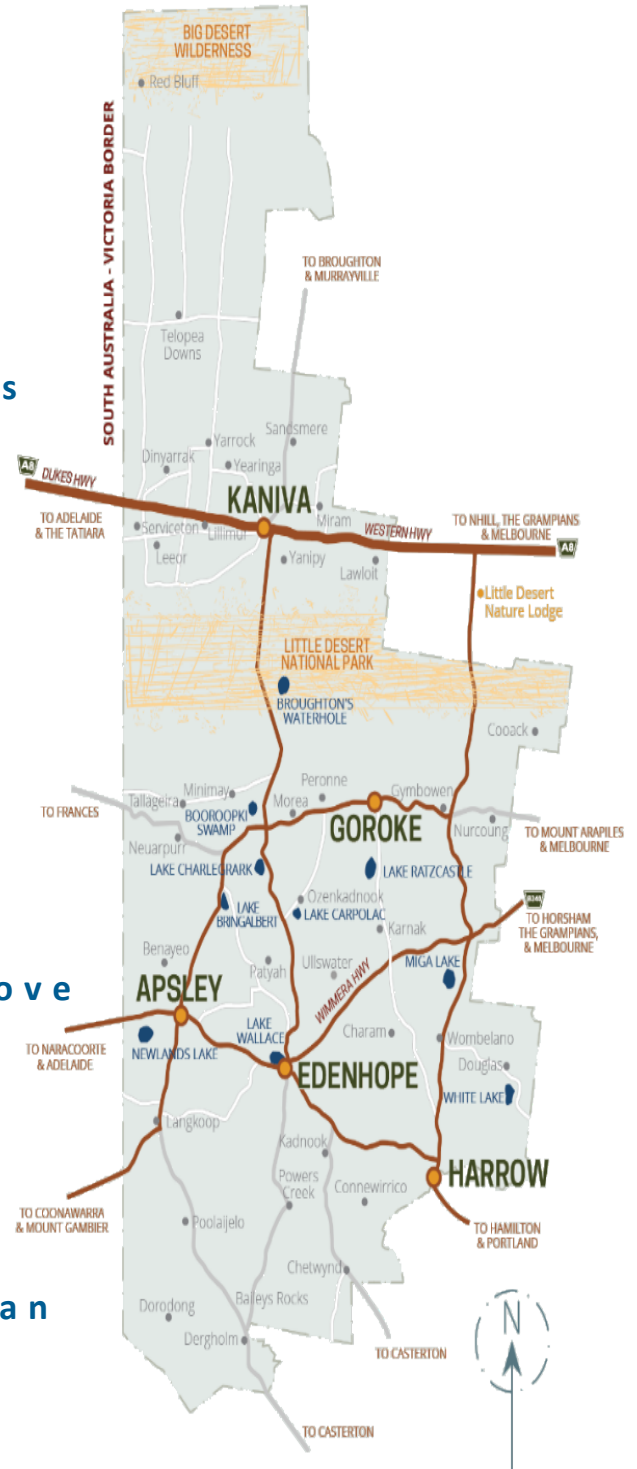 BIG DESERT
WILDERNESS
Red Bluff
SOUTH AUSTRALIA - VICTORIA BORDER
TO BROUGHTON
& MURRAYVILLE
Telopea
Downs
s
Sandsmere
Yarrock
Dinyarrak
Yearinga
A8
DUKES HWY
KANIVA
TO ADELAIDE
& THE TATIARA
Serviceton
Lillimur
Miram
WESTERN HWY
TO NHILL, THE GRAMPIANS
& MELBOURNE
A8
Leeor
Yanipy
Lawloit
Little Desert
Nature Lodge
LITTLE DESERT
NATIONAL PARK
BROUGHTON'S
WATERHOLE
Cooack
Peronne
Minimay
Gymbowen
Tallageira
Morea
TO FRANCES
BOOROOPKI
SWAMP
GOROKE
Nurcoung
TO MOUNT ARAPILES
& MELBOURNE
Neuarpurr
LAKE CHARLEGRARK
LAKE RATZCASTLE
Ozenkadnook
LAKE
BRINGALBERT
LAKE CARPOLAC
Karnak
TO HORSHAM
THE GRAMPIANS,
& MELBOURNE
Benayeo
Patyah
Ullswater
MIGA LAKE
ove
APSLEY
WIMMERA HWY
LAKE
WALLACE
Charam
Wombelano
TO NARACOORTE
& ADELAIDE
NEWLANDS LAKE
EDENHOPE
Douglas
WHITE LAKE
Langkoop
Kadnook
HARROW
Powers
Creek
Connewirrico
TO COONAWARRA
& MOUNT GAMBIER
Poolaijelo
TO HAMILTON
& PORTLAND
Chetwynd
an
Dorodong
Baileys Rocks
N
Dergholm
TO CASTERTON
TO CASTERTON